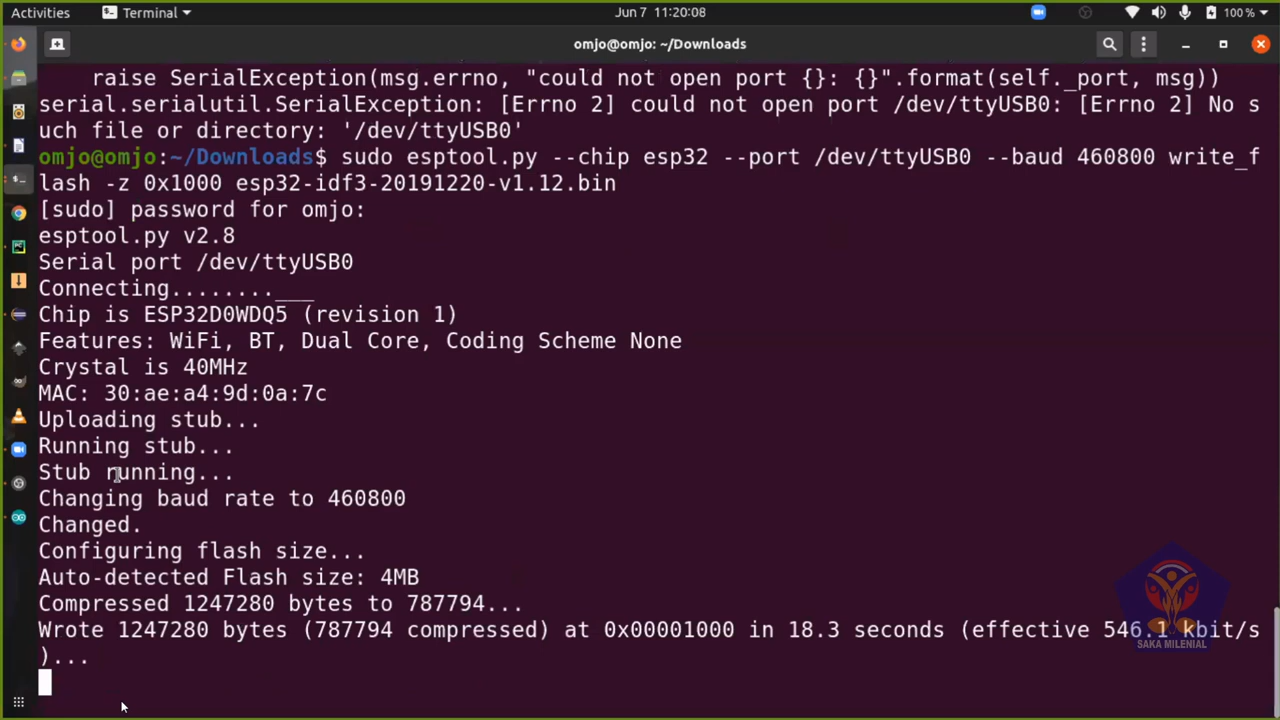 Activities
Terminal
Jun 7 11:20:08
100 %
omjo@omjo: ~/Downloads
raise SerialException(msg.errno, "could not open port {}: {}".format(self._port, msg))
serial.serialutil.SerialException: [Errno 2] could not open port /dev/ttyUSB0: [Errno 2] No s
uch file or directory: '/dev/ttyUSB0'
omjo@omjo:~/Downloads$ sudo esptool.py --chip esp32 --port /dev/ttyUSB0 --baud 460800 write_f
lash -z 0x1000 esp32-idf3-20191220-v1.12.bin
[sudo] password for omjo:
esptool.py v2.8
Serial port /dev/ttyUSB0
Connecting........___
Chip is ESP32D0WDQ5 (revision 1)
Features: WiFi, BT, Dual Core, Coding Scheme None
Crystal is 40MHz
MAC: 30:ae:a4:9d:0a:7c
Uploading stub...
Running stub...
Stub running...
Changing baud rate to 460800
Changed.
Configuring flash size...
Auto-detected Flash size: 4MB
Compressed 1247280 bytes to 787794...
Wrote 1247280 bytes (787794 compressed) at 0x00001000 in 18.3 seconds (effective 546.1 kbit/s
)...
SAKA MILENIAL